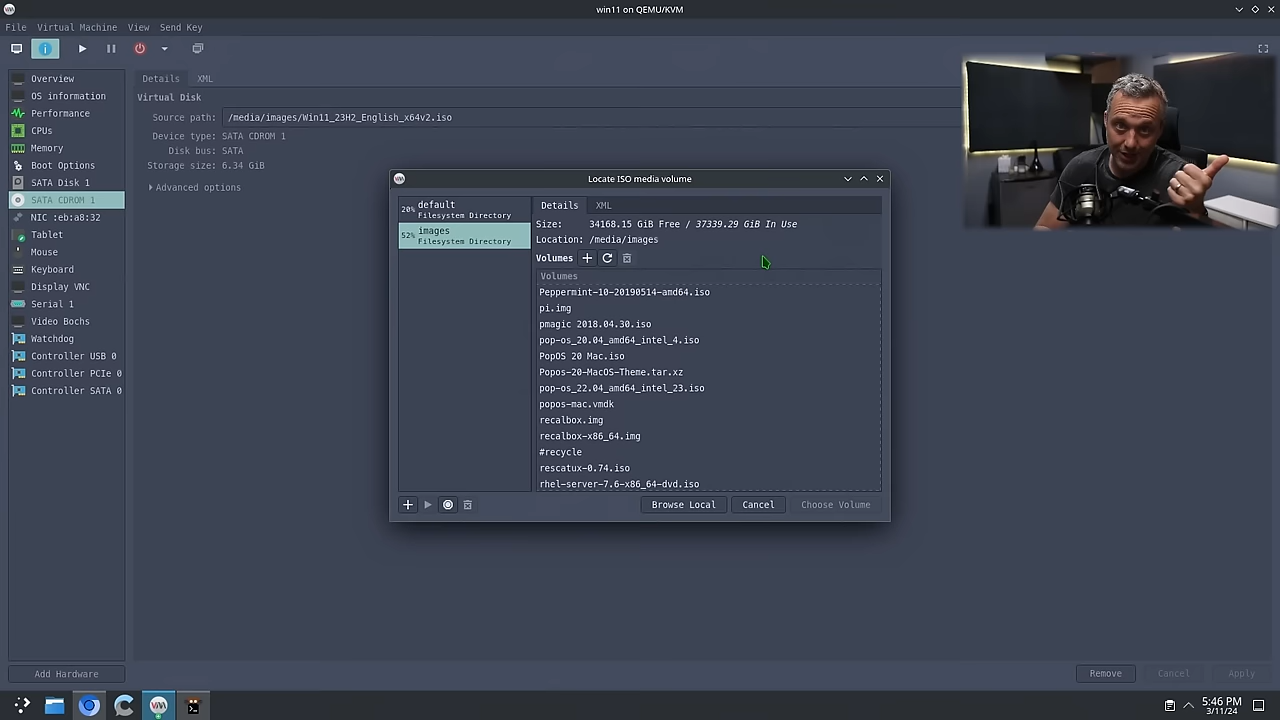 win11 on QEMU/KVM
File Virtual Machine View Send Key
Overview
OS information
Performance
CPUs
Memory
Boot Options
SATA Disk 1
SATA CDROM 1
NIC :eb:a8:32
Tablet
Mouse
Keyboard
Display VNC
Serial 1
Video Bochs
Watchdog
Controller USB 0
Controller PCIe 0
Controller SATA 0
Add Hardware
Details XML
Virtual Disk
Source path: /media/images/Win11_23H2_English_x64v2.iso
Device type: SATA CDROM 1
Disk bus: SATA
Storage size: 6.34 GiB
Advanced options
Locate ISO media volume
20% default
Filesystem Directory
52% images
Filesystem Directory
Details XML
Size: 34168.15 GiB Free / 37339.29 GiB In Use
Location: /media/images
Volumes
Volumes
Peppermint-10-20190514-amd64.iso
pi.img
pmagic 2018.04.30.iso
pop-os_20.04_amd64_intel_4.iso
PopOS 20 Mac.iso
Popos-20-MacOS-Theme.tar.xz
pop-os_22.04_amd64_intel_23.iso
popos-mac.vmdk
recalbox.img
recalbox-x86_64.img
#recycle
rescatux-0.74.iso
rhel-server-7.6-x86_64-dvd.iso
Browse Local Cancel Choose Volume
Remove Cancel Apply
5:46 PM
3/11/24